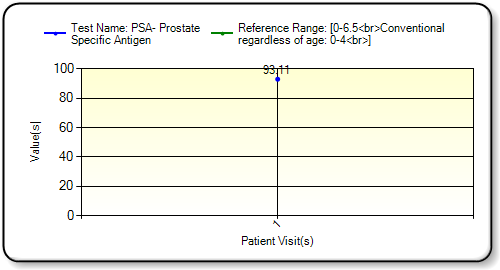 Test Name: PSA- Prostate
Specific Antigen
Reference Range: [0-6.5<br>Conventional
regardless of age: 0-4<br>]
93.11
100
80
60
40
20
0
Value(s)
1
Patient Visit(s)